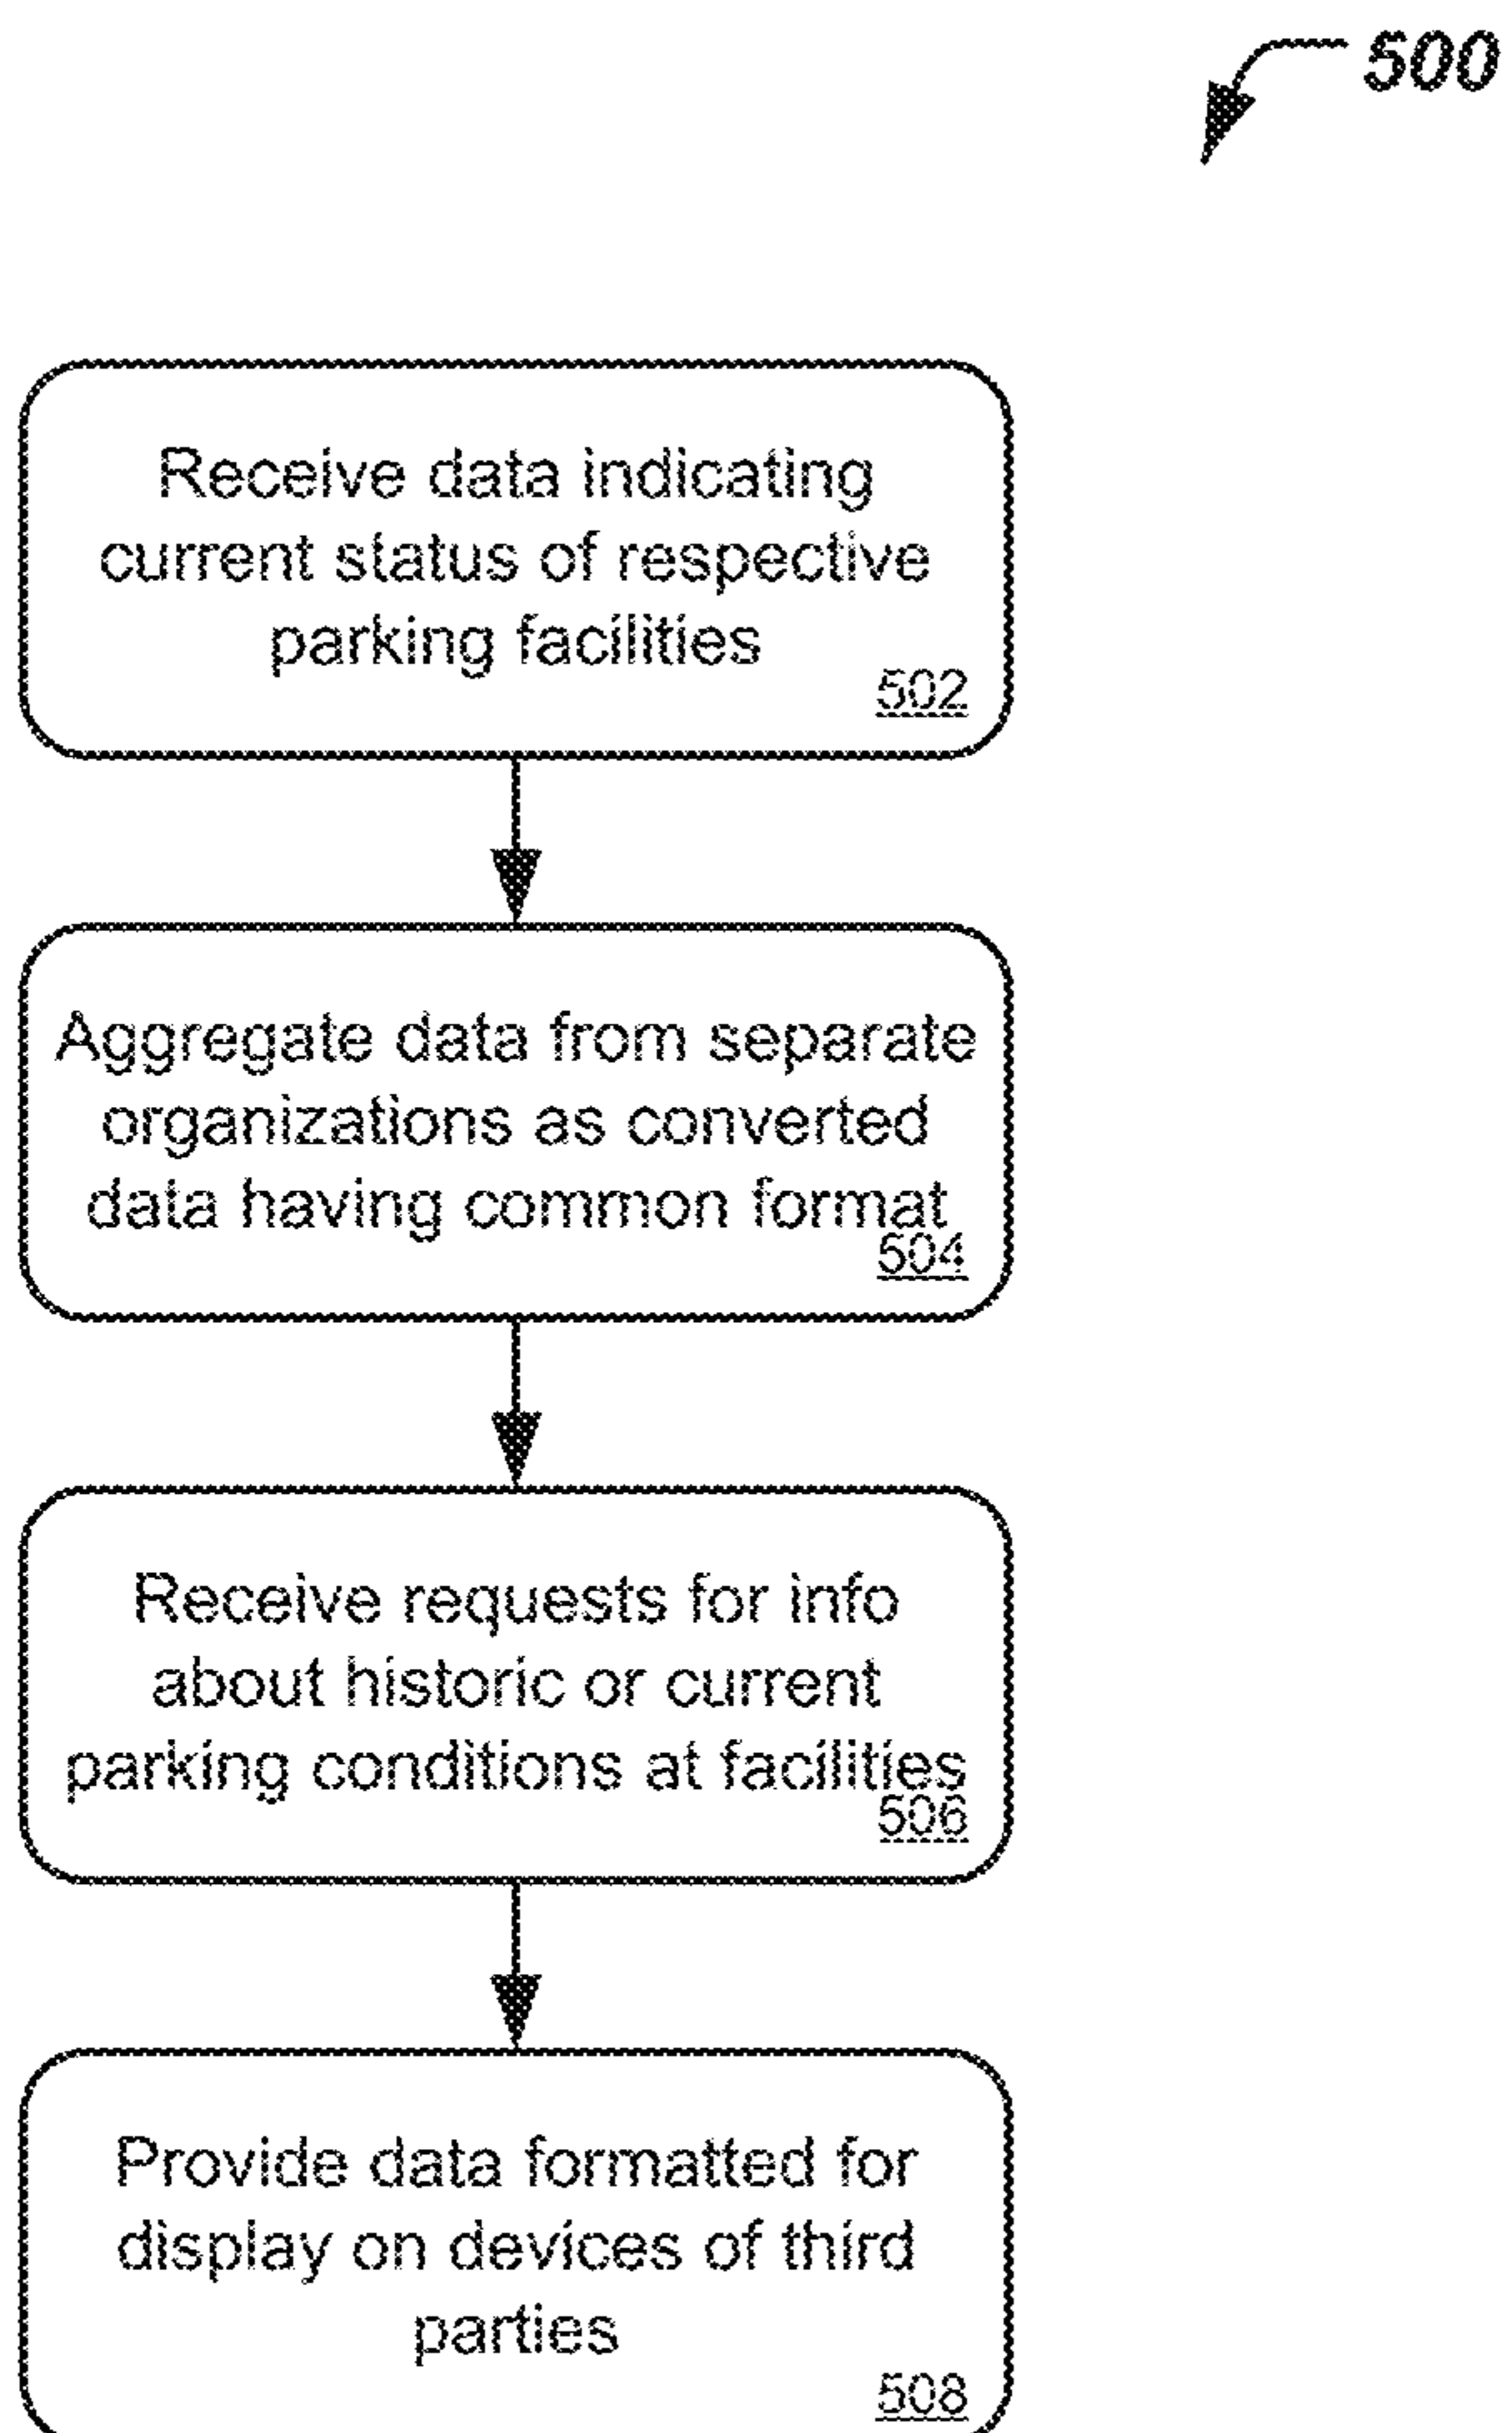 500
Receive data indicating
current status of respective
parking facilities
502
Aggregate data from separate
organizations as converted
data having common format
504
Receive requests for info
about historic or current
parking conditions at facilities
506
Provide data formatted for
display on devices of third
parties
508